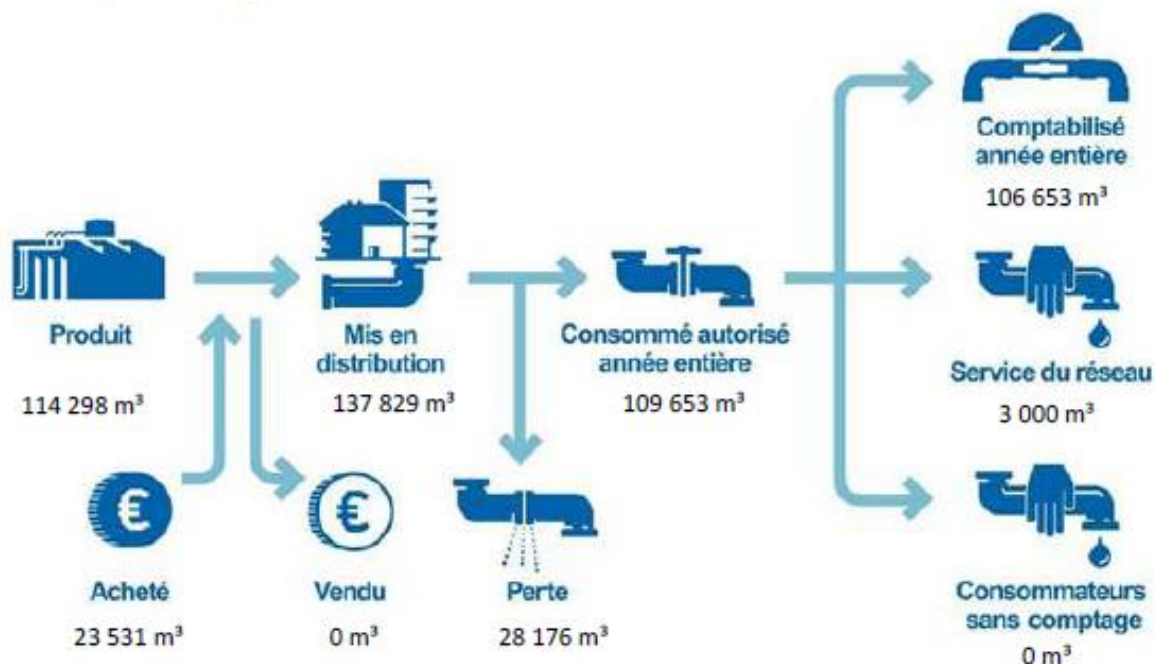 Produit
114 298 m³
Acheté
23 531 m³
Vendu
0 m³
Mis en
distribution
137 829 m³
Perte
28 176 m³
Consommé autorisé
année entière
109 653 m³
Comptabilisé
année entière
106 653 m³
Service du réseau
3 000 m³
Consommateurs
sans comptage
0 m³